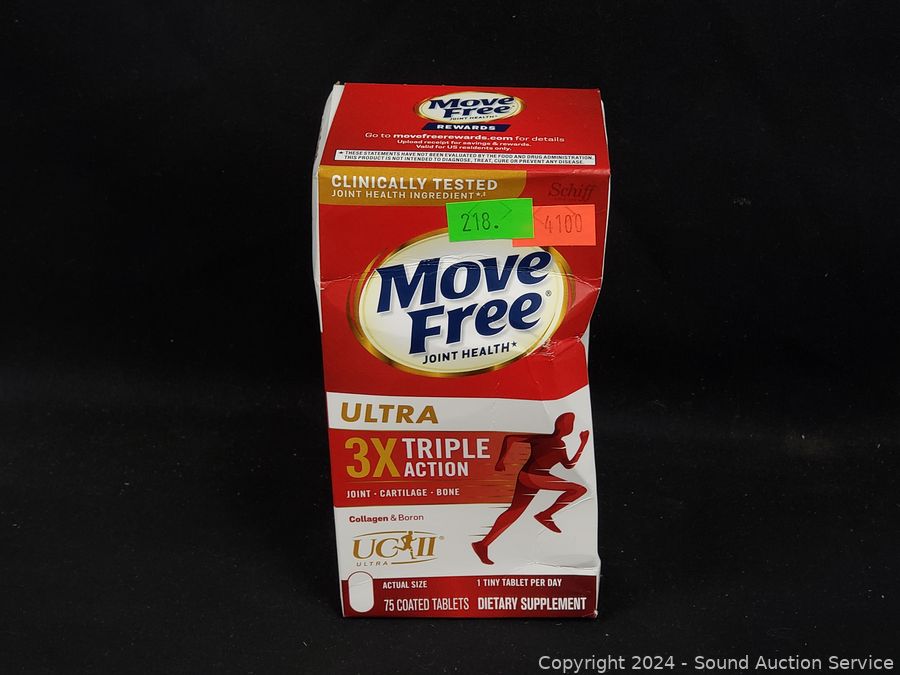 Move
Free
JOINT HEALTH*
REWARDS
Go to movefreerewards.com for details
Upload receipt for savings & rewards.
Valid for US residents only.
* THESE STATEMENTS HAVE NOT BEEN EVALUATED BY THE FOOD AND DRUG ADMINISTRATION.
THIS PRODUCT IS NOT INTENDED TO DIAGNOSE, TREAT, CURE OR PREVENT ANY DISEASE.
CLINICALLY TESTED
JOINT HEALTH INGREDIENT*,‡
Schiff
218.
4100
Move
Free®
JOINT HEALTH*
ULTRA
3X TRIPLE
ACTION
JOINT • CARTILAGE • BONE
Collagen & Boron
UC II®
ULTRA
ACTUAL SIZE
1 TINY TABLET PER DAY
75 COATED TABLETS
DIETARY SUPPLEMENT
Copyright © 2024 - Sound Auction Service